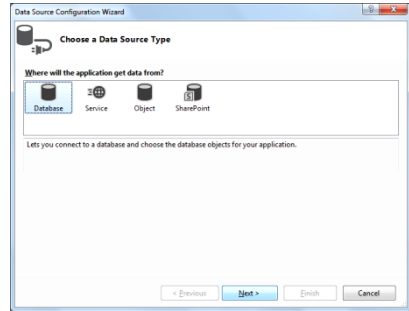 Data Source Configuration Wizard
Choose a Data Source Type
Where will the application get data from?
Database Service Object SharePoint
Lets you connect to a database and choose the database objects for your application.
< Previous Next > Finish Cancel